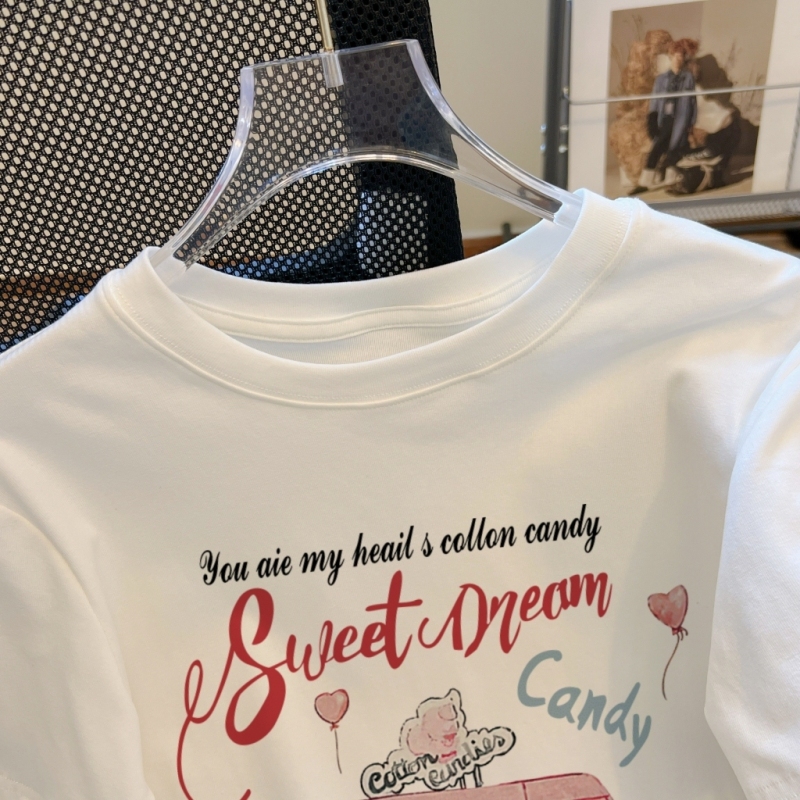 You aie my heail s collon candy
Sweet Dream
Candy
Cotton
Candies